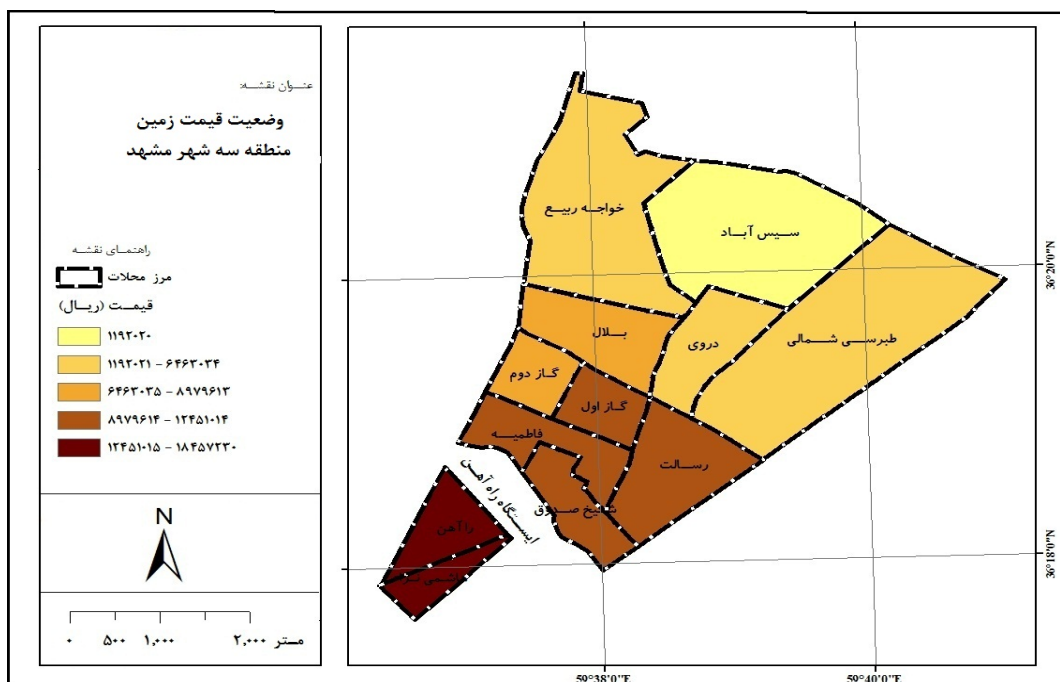 عنوان نقشه:
وضعیت قیمت زمین
منطقه سه شهر مشهد
راهنمای نقشه
مرز محلات
قیمت (ریال)
۱۱۹۲۰۲۰
۱۱۹۲۰۲۱ - ۶۴۶۳۰۳۴
۶۴۶۳۰۳۵ - ۸۹۷۹۶۱۳
۸۹۷۹۶۱۴ - ۱۲۴۵۱۰۱۴
۱۲۴۵۱۰۱۵ - ۱۸۴۵۷۲۳۰
N
۰ ۵۰۰ ۱,۰۰۰ ۲,۰۰۰ متر
خواجه ربیع
سیس آباد
بلال
دروی
طبرسی شمالی
گاز دوم
گاز اول
فاطمیه
رسالت
شیخ صدوق
ایستگاه راه آهن
راآهن
36°20'0"N
36°18'0"N
59°38'0"E
59°40'0"E